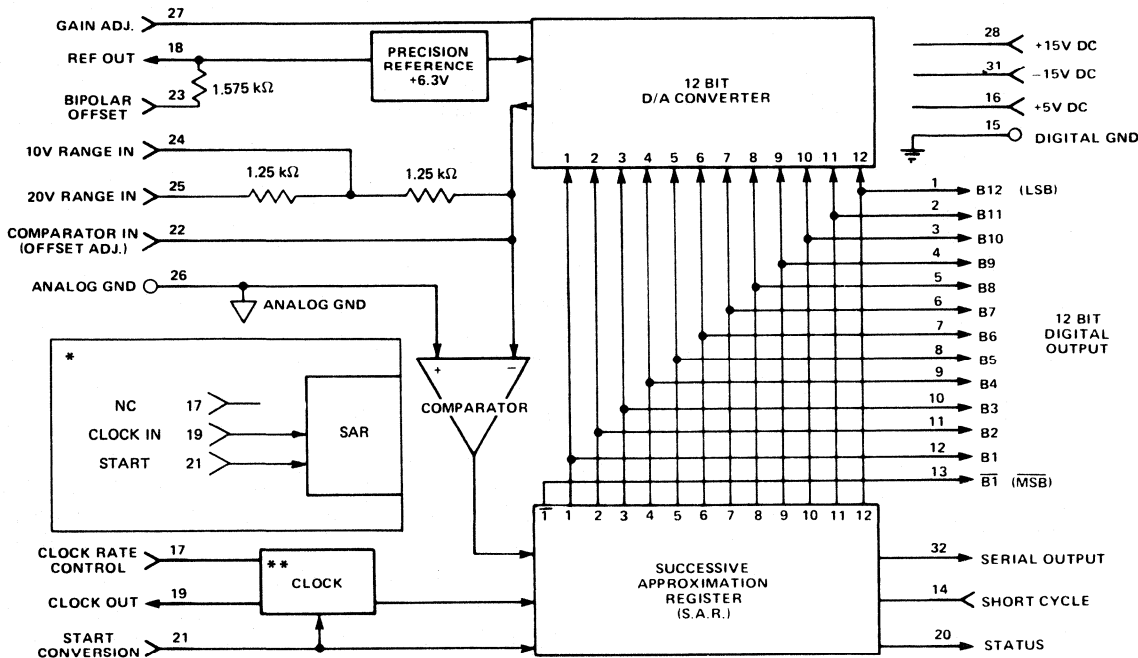 GAIN ADJ. 27
REF OUT 18
1.575 kΩ
BIPOLAR
OFFSET 23
PRECISION
REFERENCE
+6.3V
12 BIT
D/A CONVERTER
28 +15V DC
31 −15V DC
16 +5V DC
15 DIGITAL GND
10V RANGE IN 24
20V RANGE IN 25
1.25 kΩ 1.25 kΩ
COMPARATOR IN
(OFFSET ADJ.) 22
ANALOG GND 26
ANALOG GND
1 2 3 4 5 6 7 8 9 10 11 12
1 B12 (LSB)
2 B11
3 B10
4 B9
5 B8
6 B7
7 B6
8 B5
9 B4
10 B3
11 B2
12 B1
13 B̅1̅ (M̅S̅B̅)
12 BIT
DIGITAL
OUTPUT
*
NC 17
CLOCK IN 19
START 21
SAR
+ −
COMPARATOR
1̅ 1 2 3 4 5 6 7 8 9 10 11 12
SUCCESSIVE
APPROXIMATION
REGISTER
(S.A.R.)
CLOCK RATE
CONTROL 17
CLOCK OUT 19
START
CONVERSION 21
**
CLOCK
32 SERIAL OUTPUT
14 SHORT CYCLE
20 STATUS